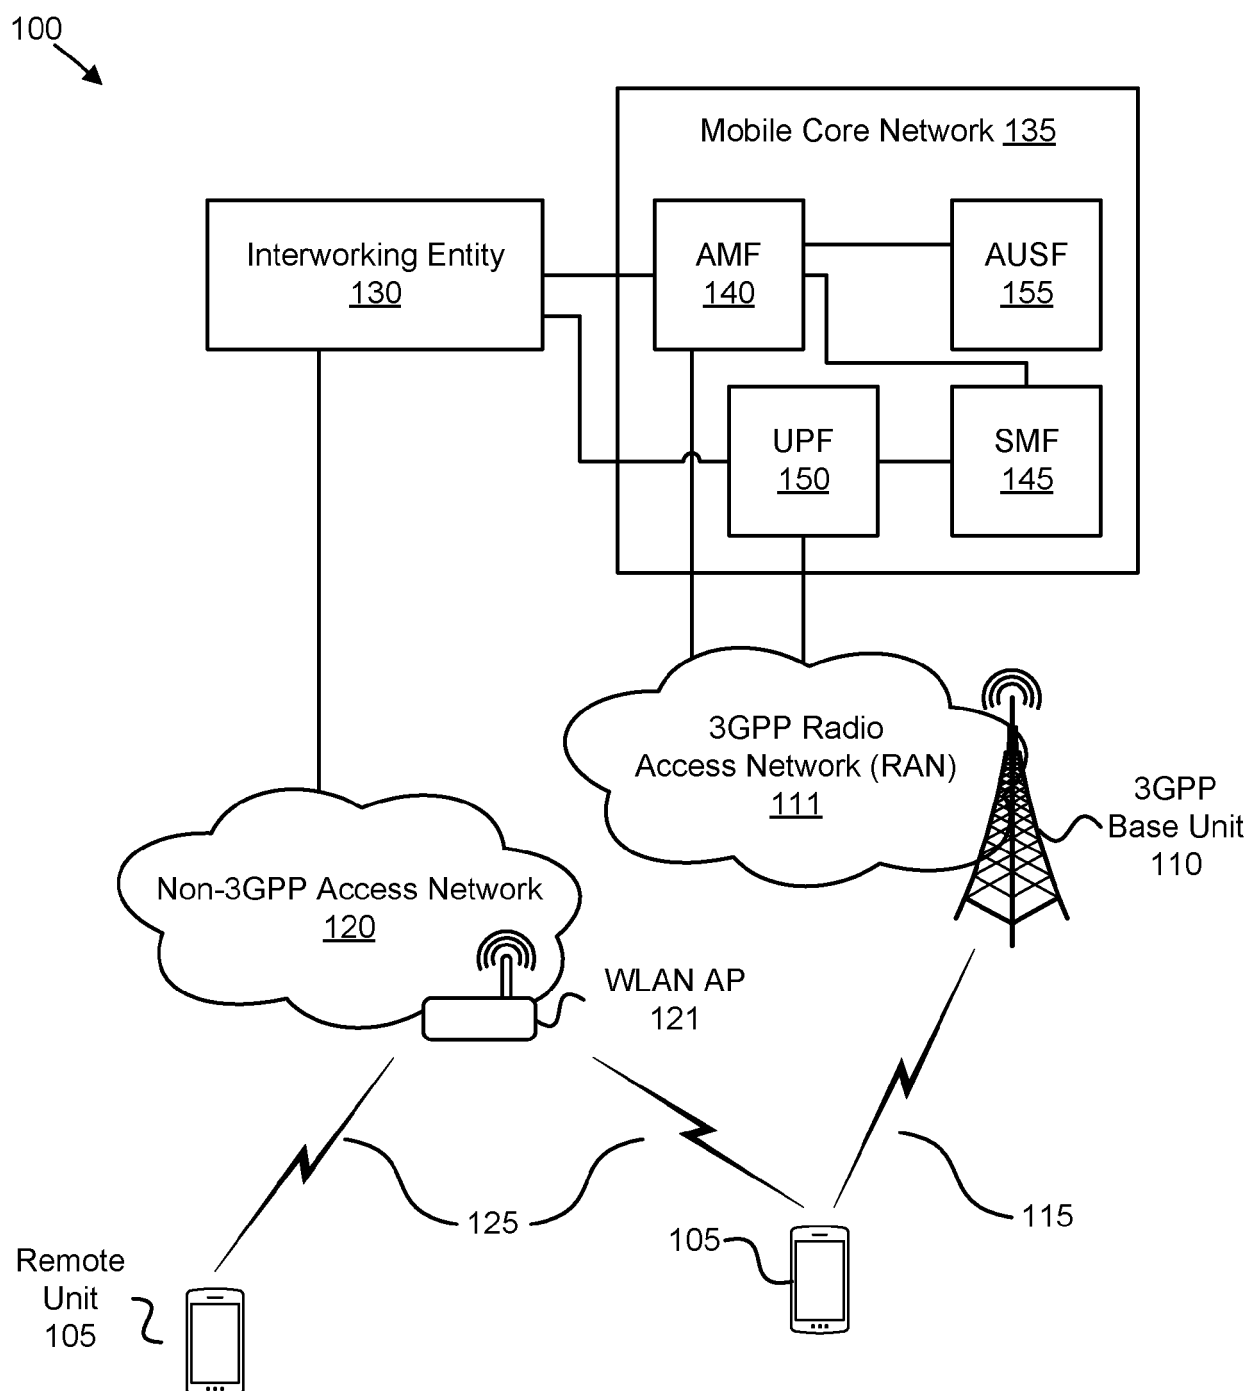 100
Mobile Core Network 135
Interworking Entity
130
AMF
140
AUSF
155
UPF
150
SMF
145
3GPP Radio
Access Network (RAN)
111
3GPP
Base Unit
110
Non-3GPP Access Network
120
WLAN AP
121
125
115
105
Remote
Unit
105